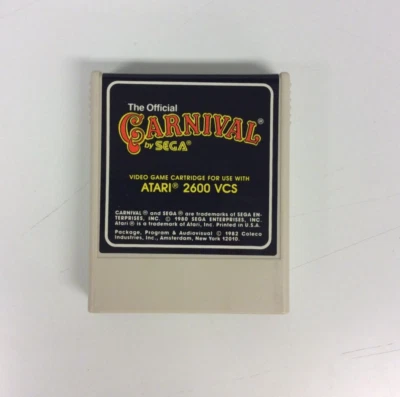 The Official
CARNIVAL®
by SEGA®
VIDEO GAME CARTRIDGE FOR USE WITH
ATARI® 2600 VCS
CARNIVAL® and SEGA® are trademarks of SEGA EN-
TERPRISES, INC. © 1980 SEGA ENTERPRISES, INC.
Atari® is a trademark of Atari, Inc. Printed in U.S.A.
Package, Program & Audiovisual © 1982 Coleco
Industries, Inc., Amsterdam, New York 12010.